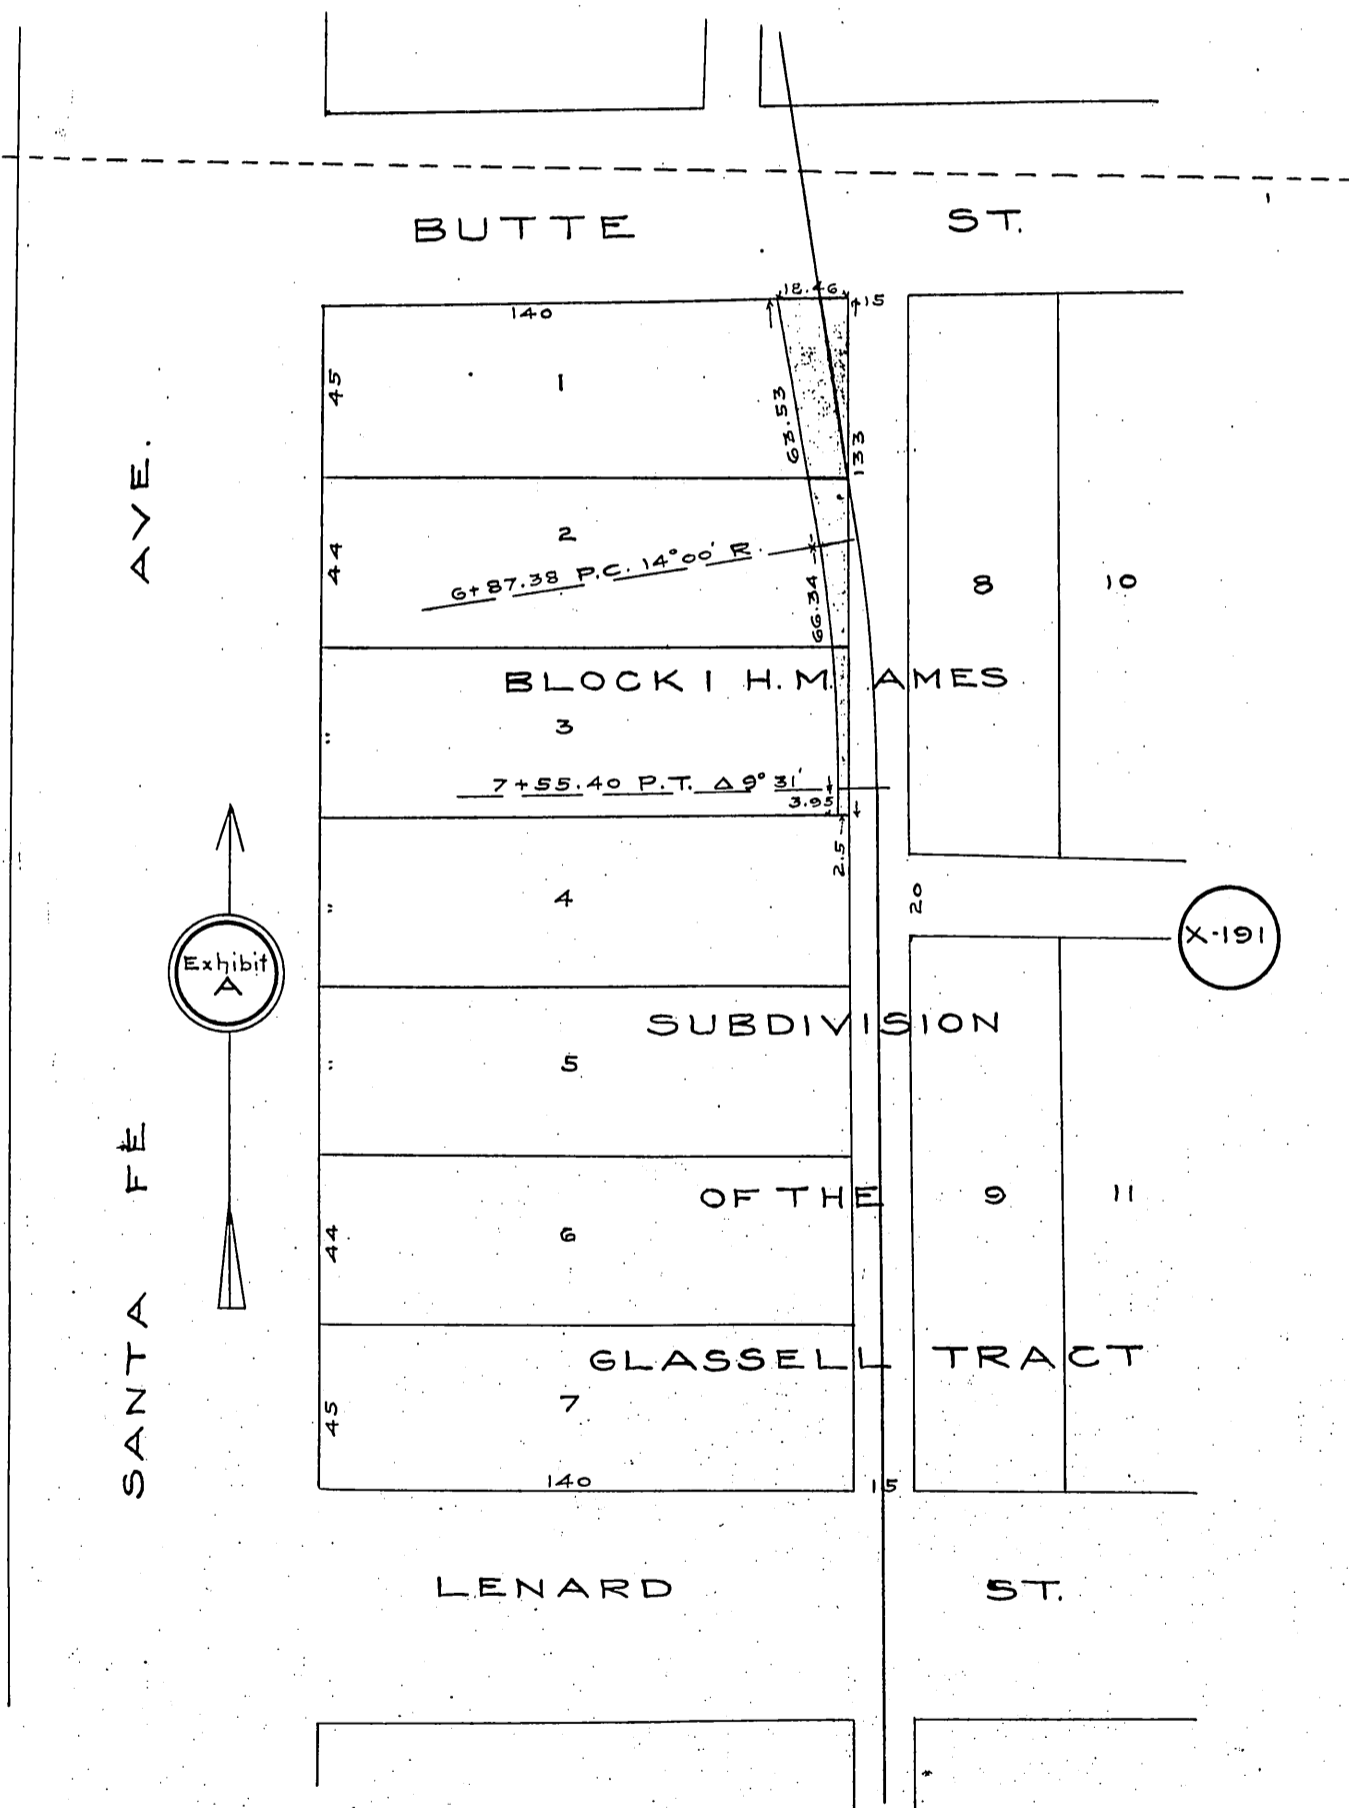 BUTTE ST.
18.46
15
140
45
1
63.53
133
AVE.
44
2
6+87.38 P.C. 14°00' R.
66.34
8
10
BLOCK 1 H.M. AMES
3
"
7+55.40 P.T. Δ 9° 31'
3.95
2.5
4
"
20
X-191
Exhibit
A
SUBDIVISION
5
"
SANTA FE
OF THE
9
11
44
6
GLASSELL TRACT
45
7
140
15
LENARD ST.